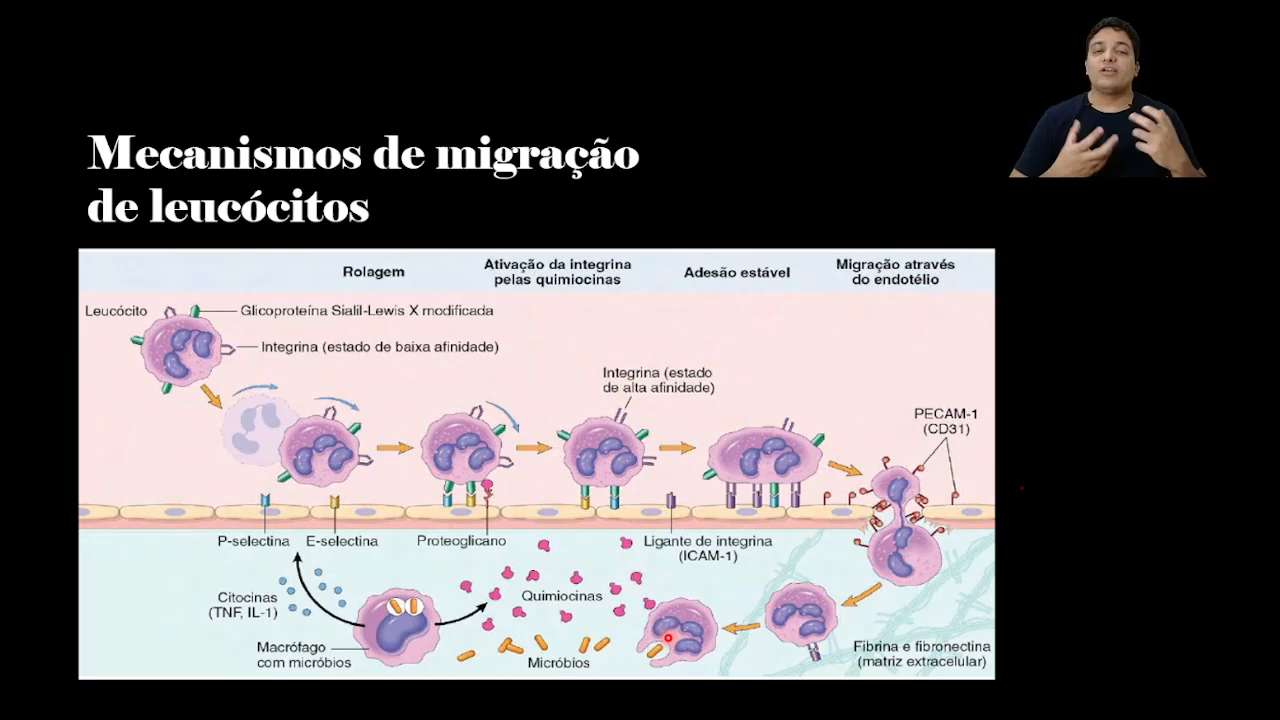 Mecanismos de migração
de leucócitos
Rolagem
Ativação da integrina
pelas quimiocinas
Adesão estável
Migração através
do endotélio
Leucócito
Glicoproteína Sialil-Lewis X modificada
Integrina (estado de baixa afinidade)
Integrina (estado
de alta afinidade)
PECAM-1
(CD31)
P-selectina
E-selectina
Proteoglicano
Ligante de integrina
(ICAM-1)
Citocinas
(TNF, IL-1)
Quimiocinas
Macrófago
com micróbios
Micróbios
Fibrina e fibronectina
(matriz extracelular)